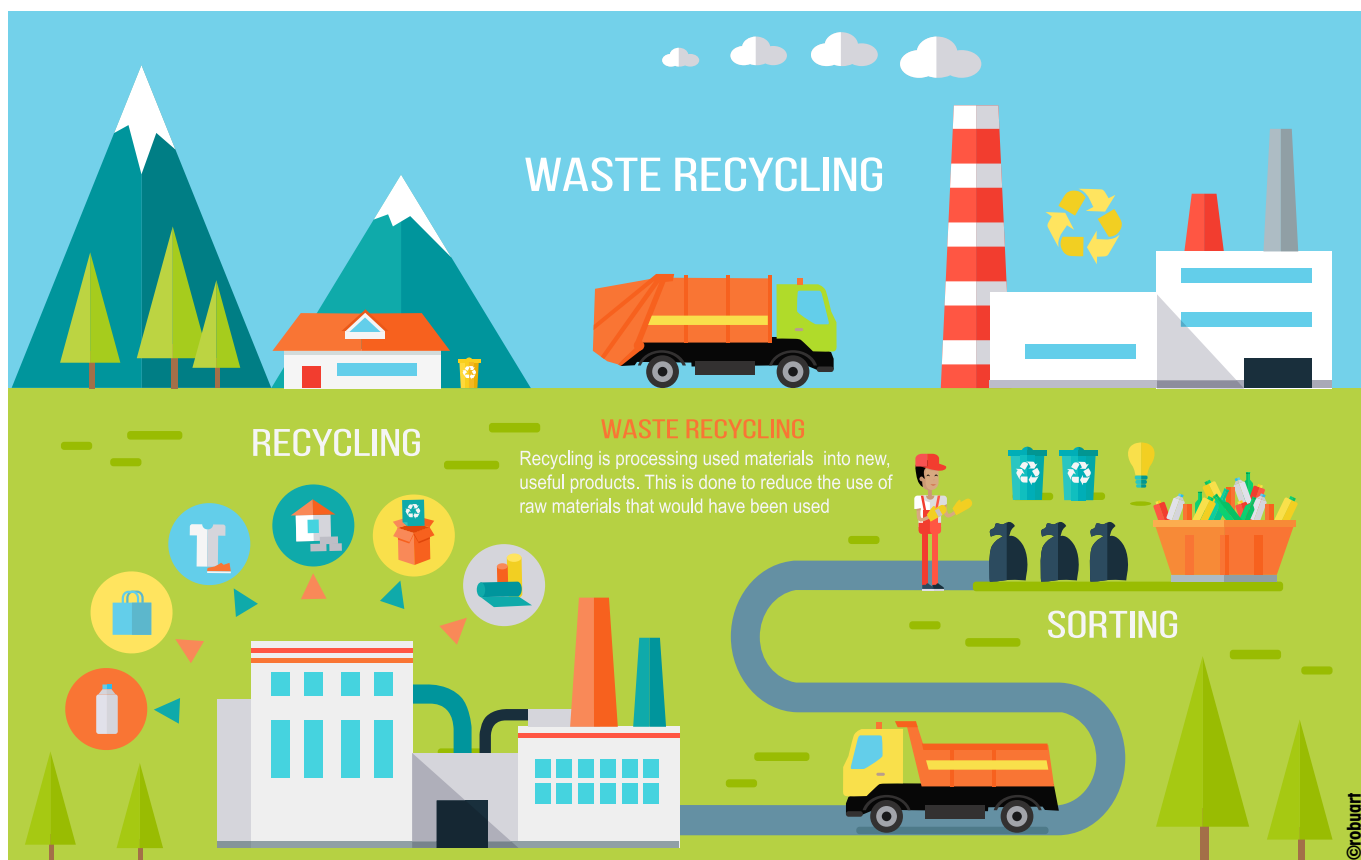 WASTE RECYCLING
RECYCLING
WASTE RECYCLING
Recycling is processing used materials into new,
useful products. This is done to reduce the use of
raw materials that would have been used
SORTING
©robuart